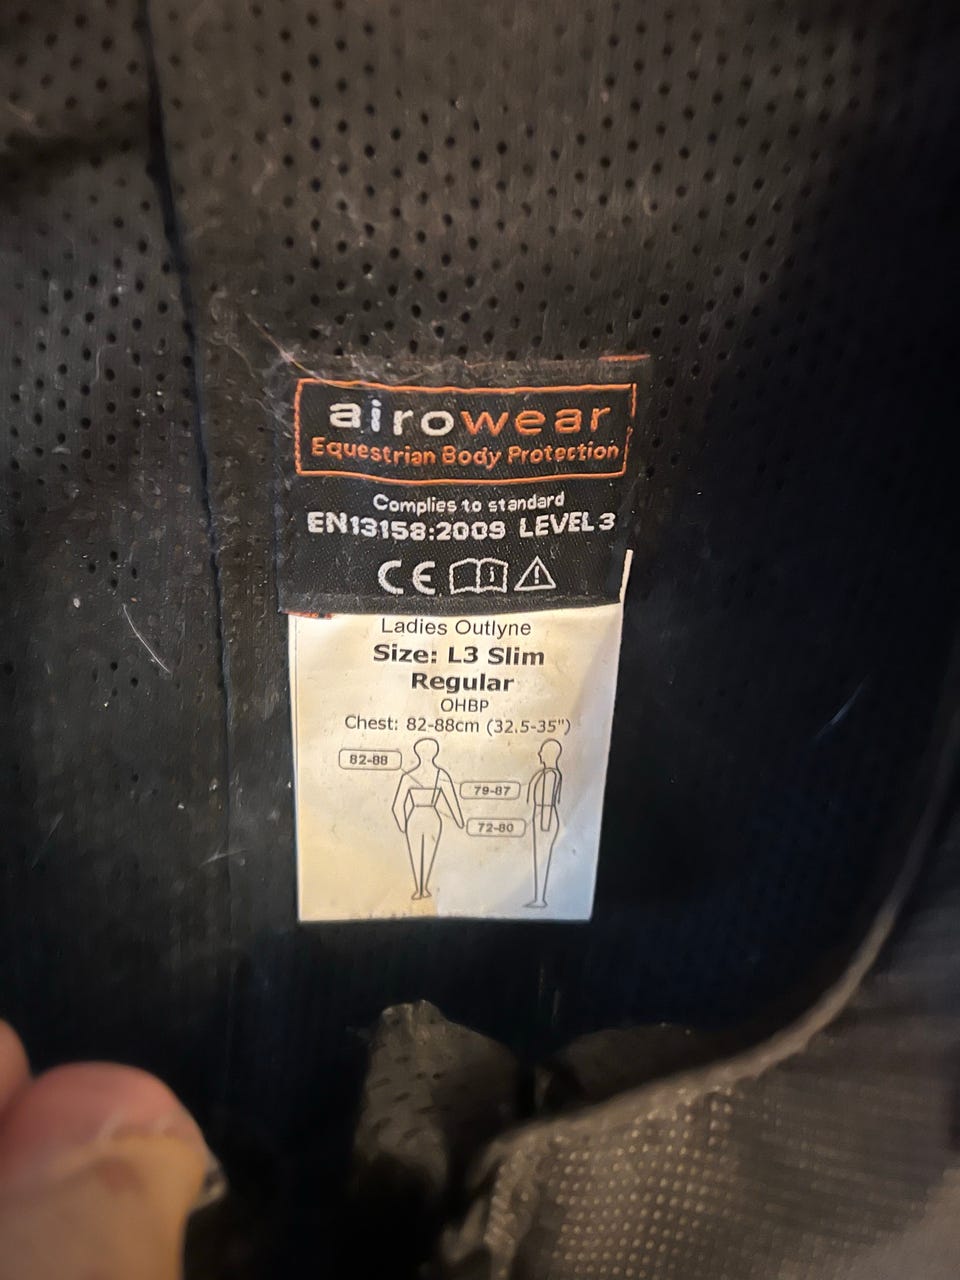 airowear
Equestrian Body Protection
Complies to standard
EN13158:2009 LEVEL 3
CE
Ladies Outlyne
Size: L3 Slim
Regular
OHBP
Chest: 82-88cm (32.5-35")
82-88
79-87
72-80